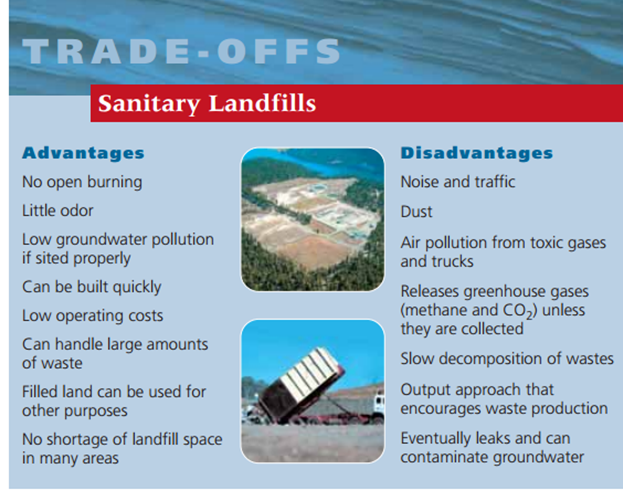 TRADE-OFFS
Sanitary Landfills
Advantages
No open burning
Little odor
Low groundwater pollution
if sited properly
Can be built quickly
Low operating costs
Can handle large amounts
of waste
Filled land can be used for
other purposes
No shortage of landfill space
in many areas
Disadvantages
Noise and traffic
Dust
Air pollution from toxic gases
and trucks
Releases greenhouse gases
(methane and CO₂) unless
they are collected
Slow decomposition of wastes
Output approach that
encourages waste production
Eventually leaks and can
contaminate groundwater